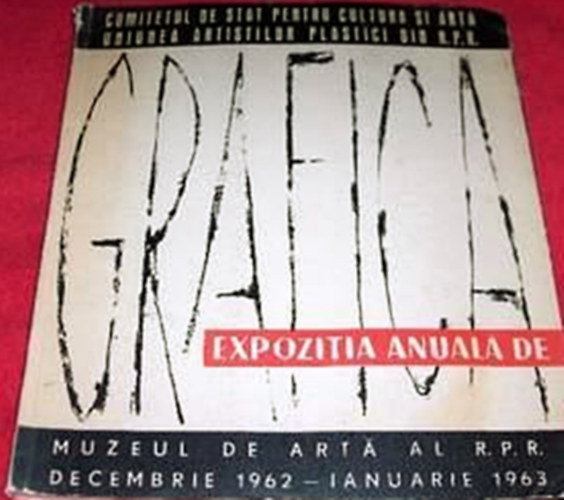 COMITETUL DE STAT PENTRU CULTURA SI ARTA
UNIUNEA ARTISTILOR PLASTICI DIN R.P.R.
GRAFICA
EXPOZITIA ANUALA DE
MUZEUL DE ARTĂ AL R.P.R.
DECEMBRIE 1962 – IANUARIE 1963